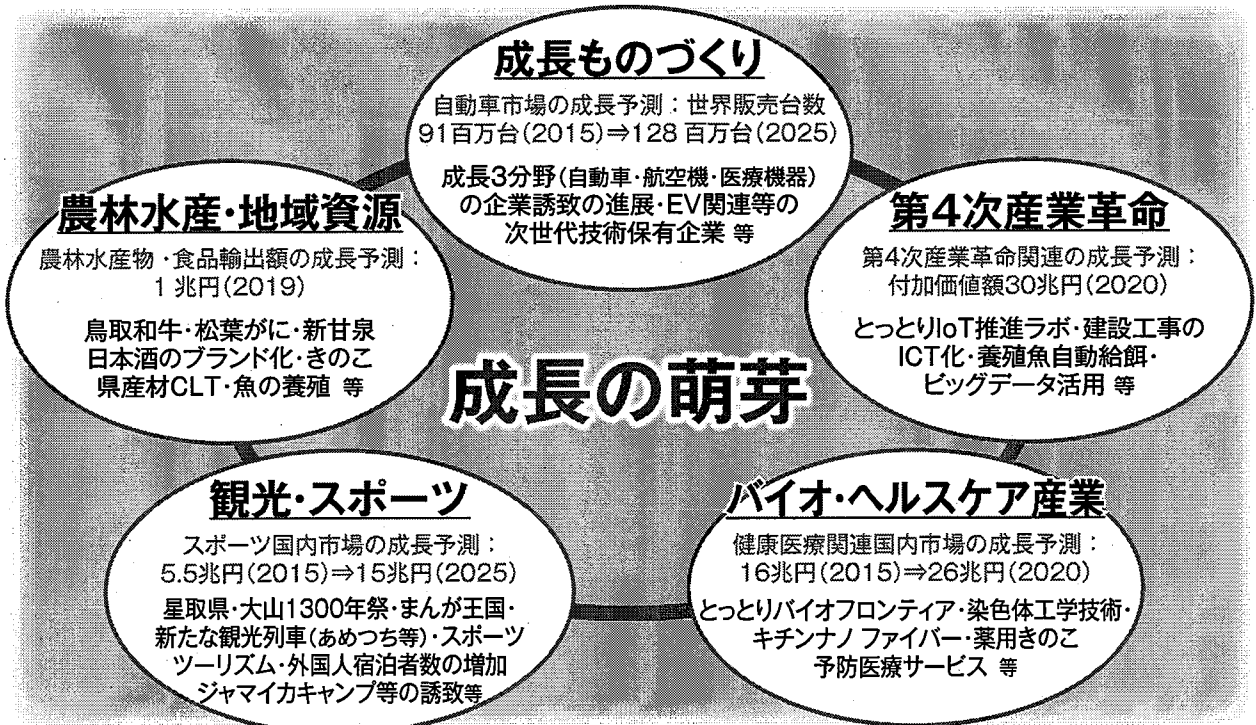 成長ものづくり
自動車市場の成長予測：世界販売台数
91百万台(2015)⇒128百万台(2025)
成長3分野(自動車・航空機・医療機器)
の企業誘致の進展・EV関連等の
次世代技術保有企業 等
農林水産・地域資源
農林水産物・食品輸出額の成長予測：
1兆円(2019)
鳥取和牛・松葉がに・新甘泉
日本酒のブランド化・きのこ
県産材CLT・魚の養殖 等
第4次産業革命
第4次産業革命関連の成長予測：
付加価値額30兆円(2020)
とっとりIoT推進ラボ・建設工事の
ICT化・養殖魚自動給餌・
ビッグデータ活用 等
成長の萌芽
観光・スポーツ
スポーツ国内市場の成長予測：
5.5兆円(2015)⇒15兆円(2025)
星取県・大山1300年祭・まんが王国・
新たな観光列車(あめつち等)・スポーツ
ツーリズム・外国人宿泊者数の増加
ジャマイカキャンプ等の誘致等
バイオ・ヘルスケア産業
健康医療関連国内市場の成長予測：
16兆円(2015)⇒26兆円(2020)
とっとりバイオフロンティア・染色体工学技術・
キチンナノ ファイバー・薬用きのこ
予防医療サービス 等